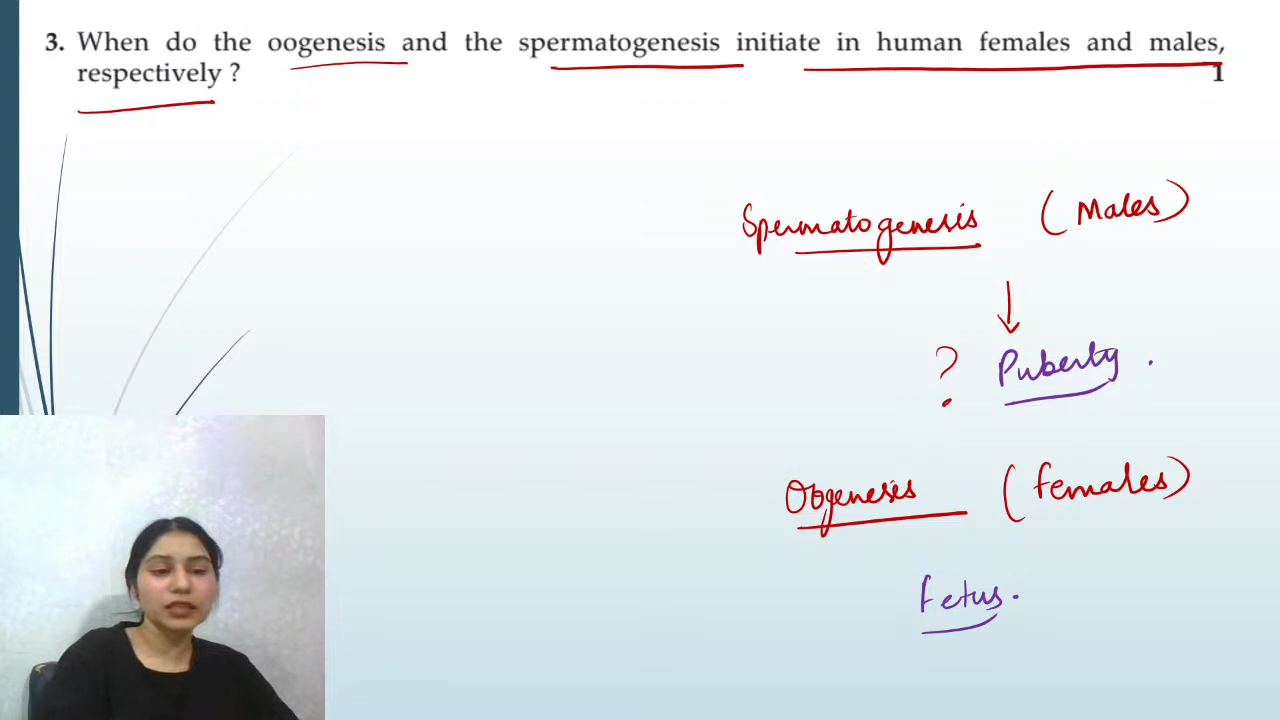 3. When do the oogenesis and the spermatogenesis initiate in human females and males,
respectively ? 1
Spermatogenesis (Males)
? Puberty .
Oogenesis (Females)
Fetus.